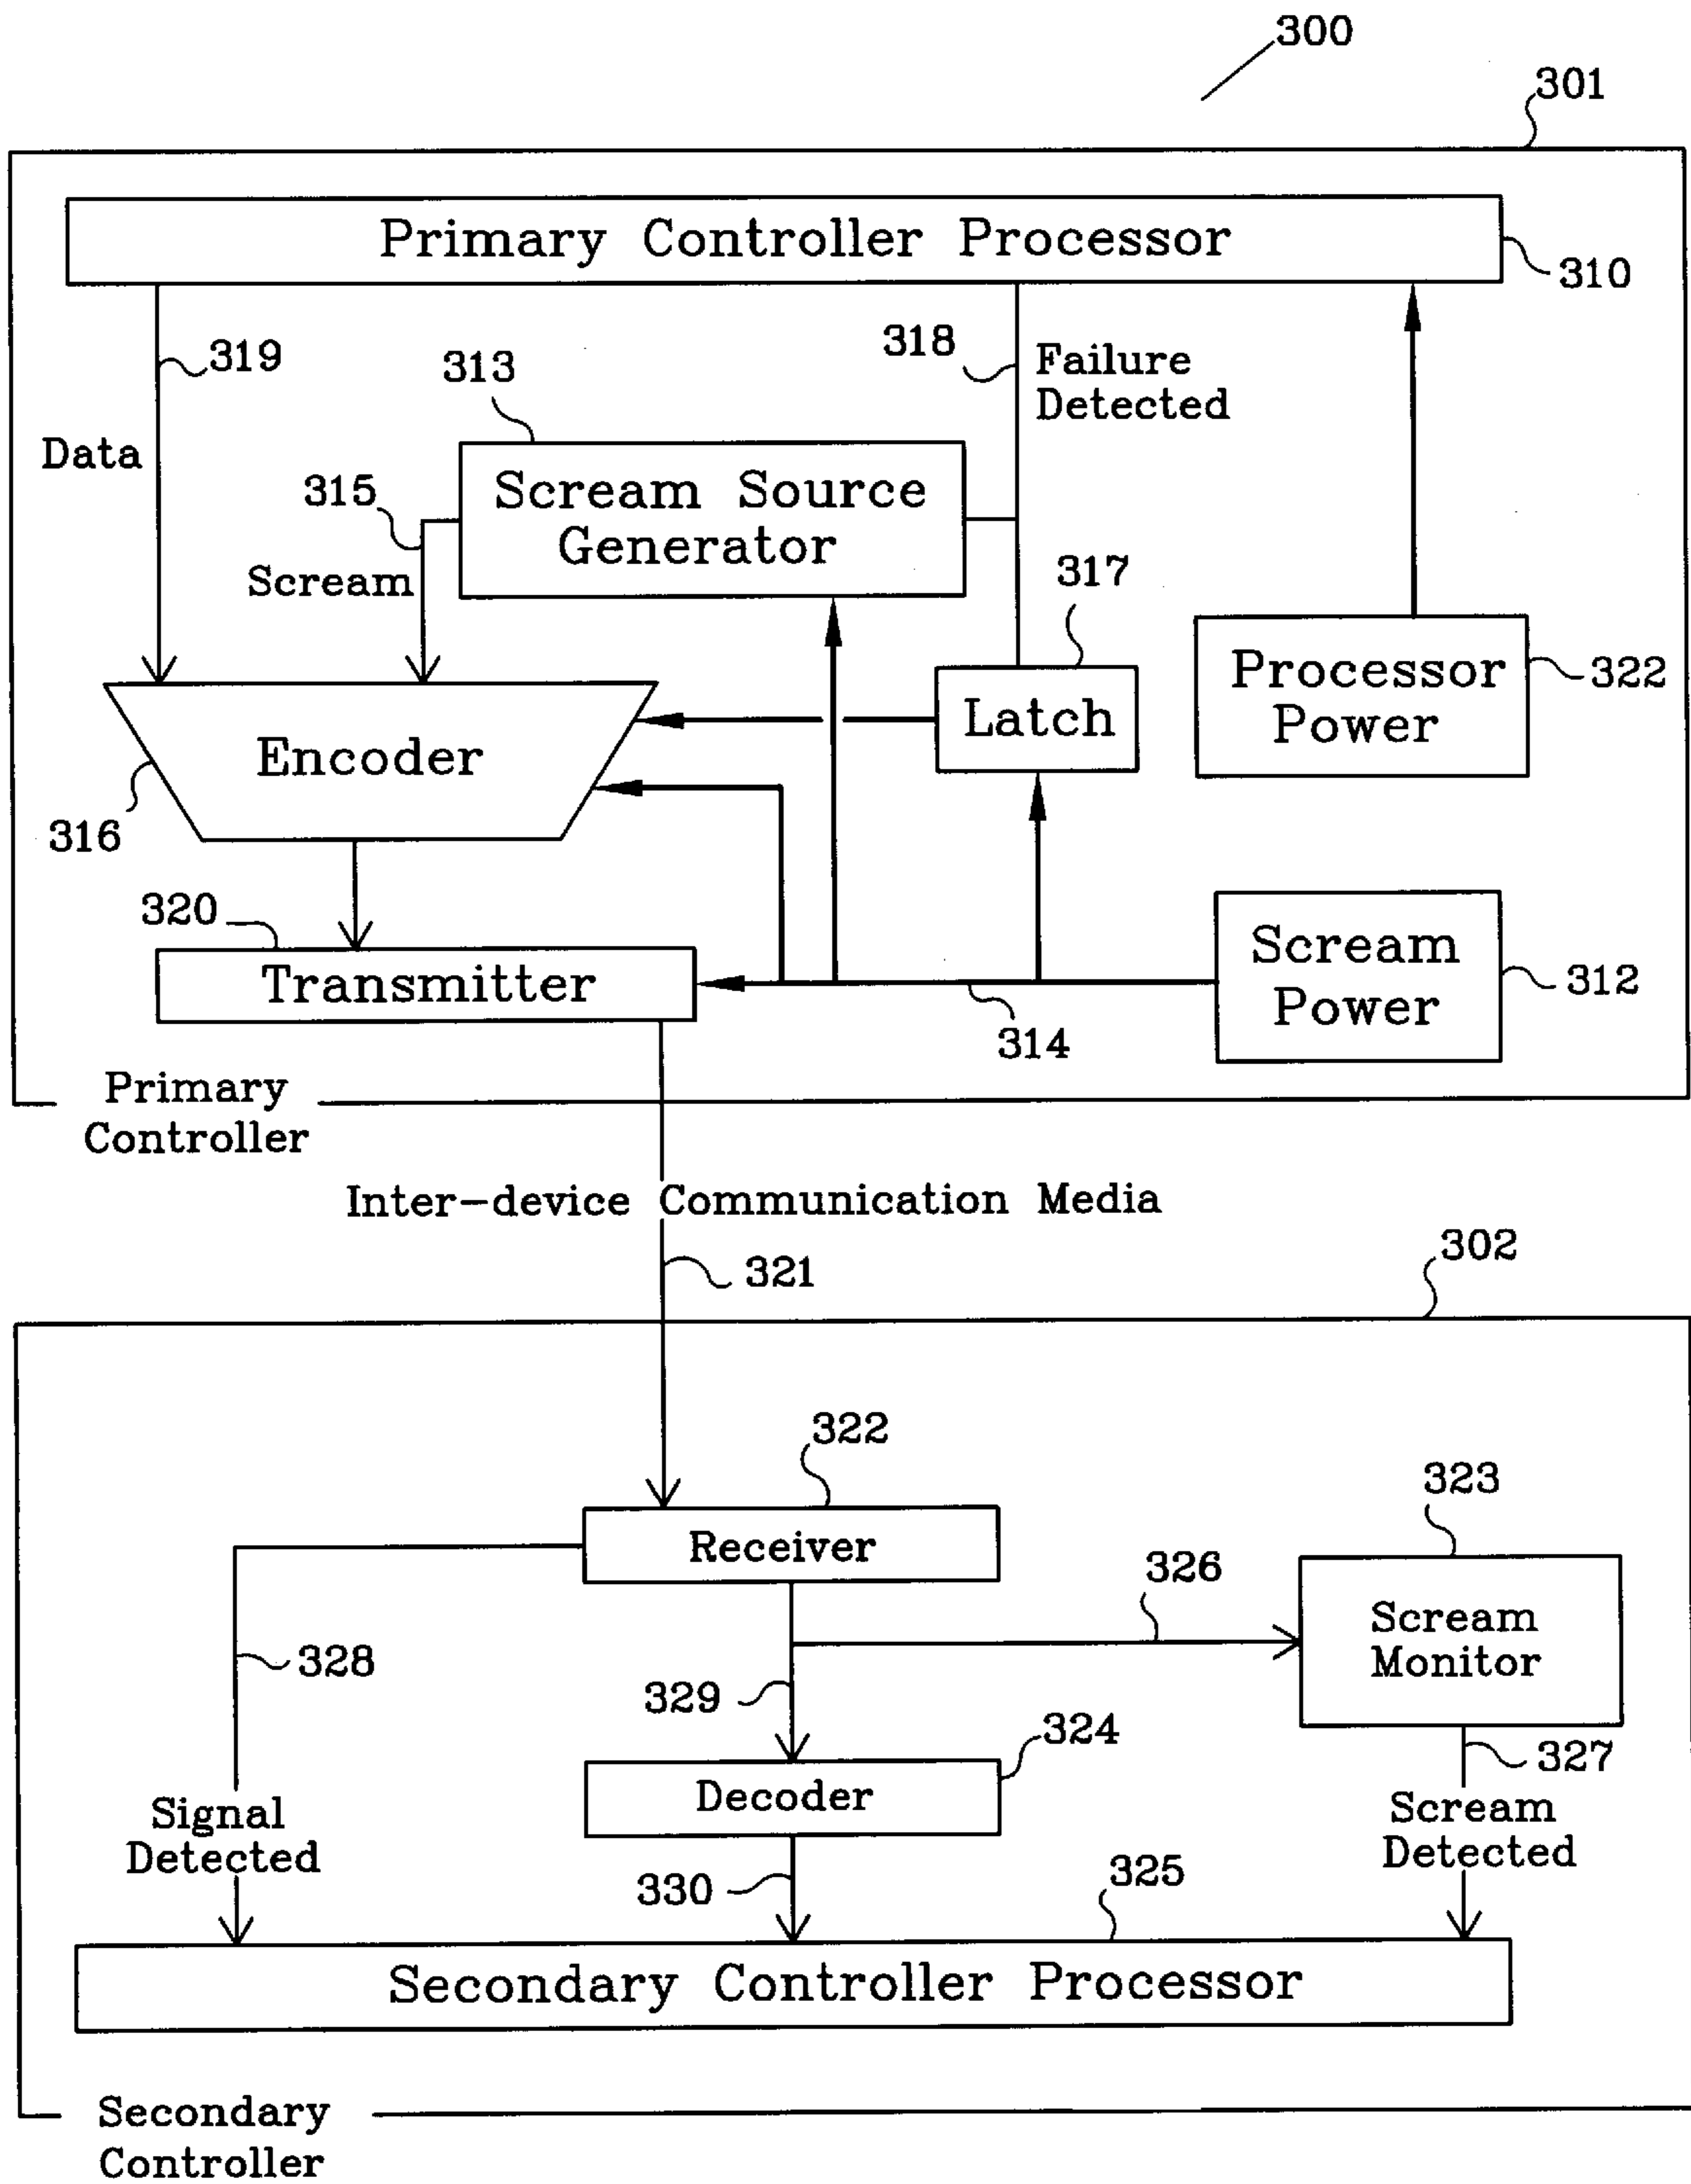 300
301
Primary Controller Processor
310
319
313
318
Failure
Detected
Data
315
Scream Source
Generator
Scream
317
Processor
Power
322
Latch
Encoder
316
320
Transmitter
Scream
Power
312
314
Primary
Controller
Inter-device Communication Media
321
302
322
323
Receiver
326
Scream
Monitor
328
329
324
327
Decoder
Signal
Detected
Scream
Detected
330
325
Secondary Controller Processor
Secondary
Controller